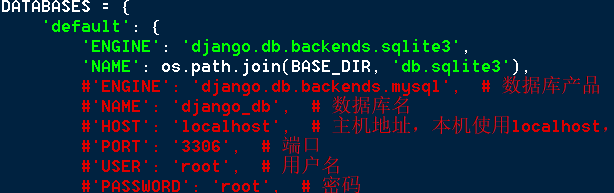 DATABASES = {
'default': {
'ENGINE': 'django.db.backends.sqlite3',
'NAME': os.path.join(BASE_DIR, 'db.sqlite3'),
#'ENGINE': 'django.db.backends.mysql',  # 数据库产品
#'NAME': 'django_db',  # 数据库名
#'HOST': 'localhost',  # 主机地址，本机使用localhost，
#'PORT': '3306',  # 端口
#'USER': 'root',  # 用户名
#'PASSWORD': 'root',  # 密码